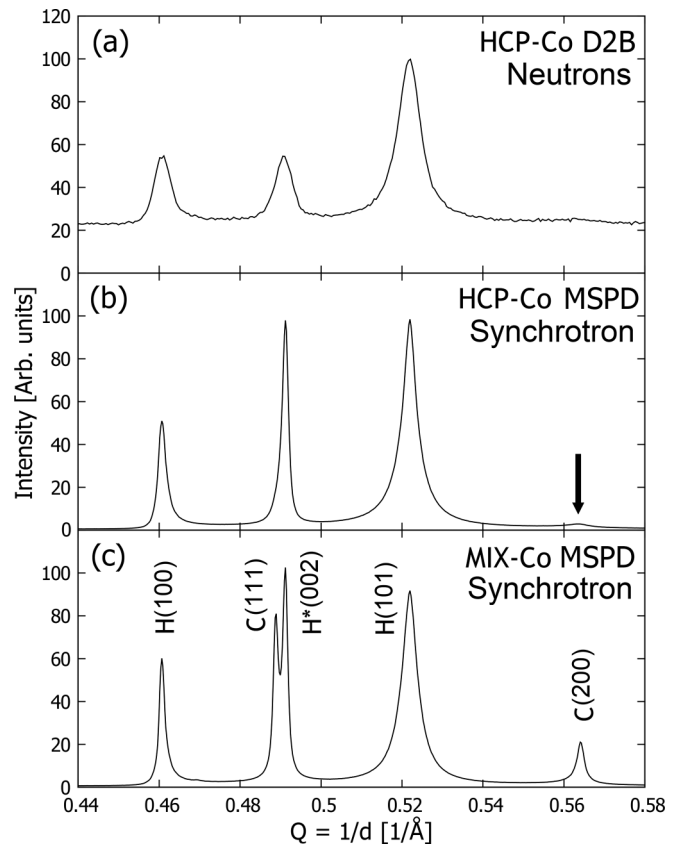 120
(a)
HCP-Co D2B
Neutrons
100
80
60
40
20
0
(b)
HCP-Co MSPD
Synchrotron
100
80
60
40
20
0
(c)
MIX-Co MSPD
Synchrotron
100
80
60
40
20
0
H(100)
C(111)
H*(002)
H(101)
C(200)
Intensity [Arb. units]
0.44 0.46 0.48 0.5 0.52 0.54 0.56 0.58
Q = 1/d [1/Å]